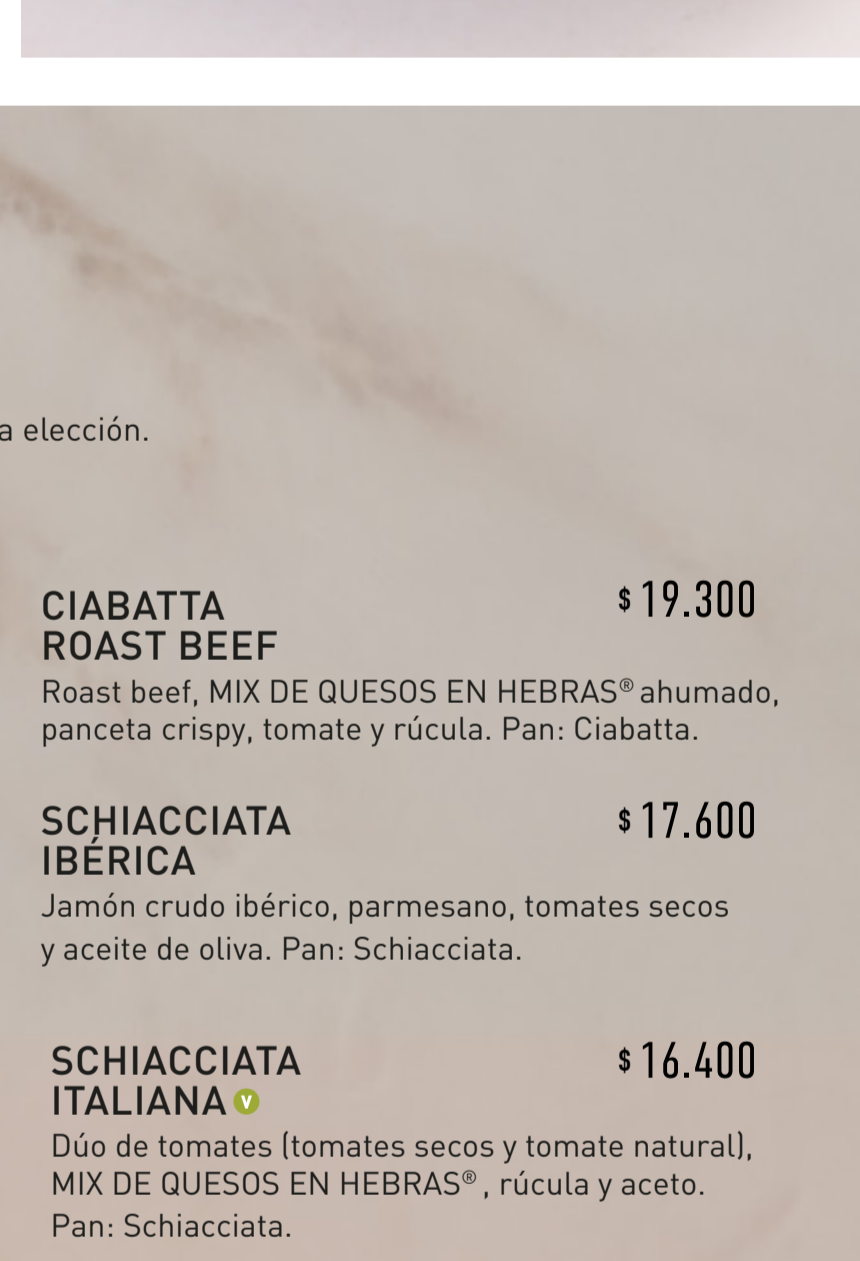 a elección.
CIABATTA
ROAST BEEF
$ 19.300
Roast beef, MIX DE QUESOS EN HEBRAS® ahumado,
panceta crispy, tomate y rúcula. Pan: Ciabatta.
SCHIACCIATA
IBÉRICA
$ 17.600
Jamón crudo ibérico, parmesano, tomates secos
y aceite de oliva. Pan: Schiacciata.
SCHIACCIATA
ITALIANA V
$ 16.400
Dúo de tomates (tomates secos y tomate natural),
MIX DE QUESOS EN HEBRAS® , rúcula y aceto.
Pan: Schiacciata.